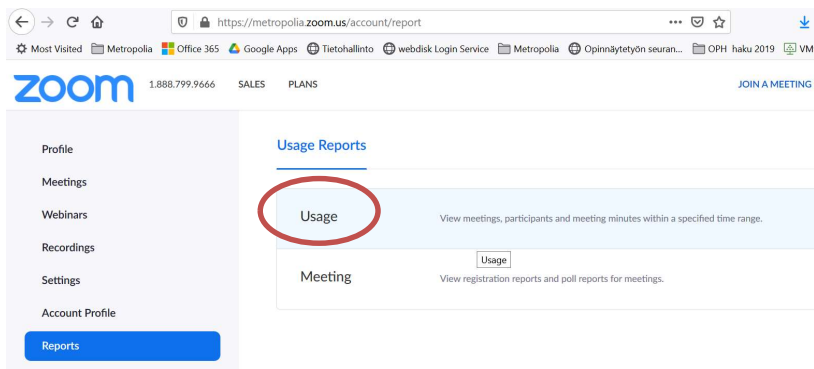 https://metropolia.zoom.us/account/report
Most Visited Metropolia Office 365 Google Apps Tietohallinto webdisk Login Service Metropolia Opinnäytetyön seuran... OPH haku 2019 VM
zoom 1.888.799.9666 SALES PLANS JOIN A MEETING
Profile
Meetings
Webinars
Recordings
Settings
Account Profile
Reports
Usage Reports
Usage View meetings, participants and meeting minutes within a specified time range.
Usage
Meeting View registration reports and poll reports for meetings.